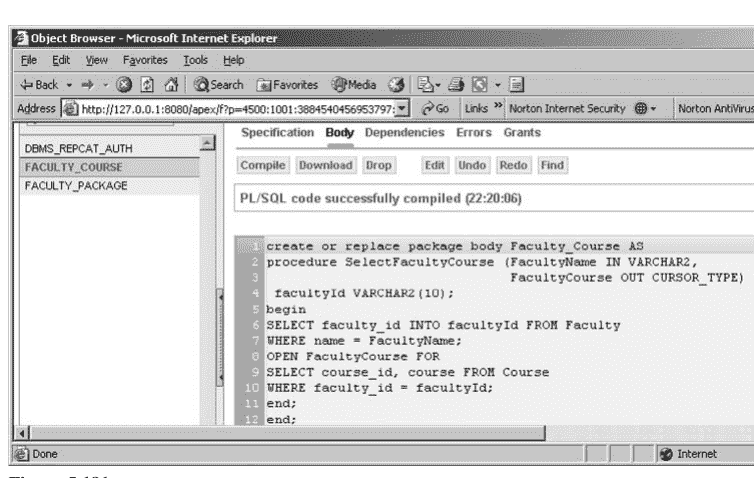 Object Browser - Microsoft Internet Explorer
File Edit View Favorites Tools Help
Back Search Favorites Media
Address http://127.0.0.1:8080/apex/f?p=4500:1001:3884540456953797: Go Links » Norton Internet Security Norton AntiVirus
Specification Body Dependencies Errors Grants
DBMS_REPCAT_AUTH
FACULTY_COURSE
FACULTY_PACKAGE
Compile Download Drop Edit Undo Redo Find
PL/SQL code successfully compiled (22:20:06)
1 create or replace package body Faculty_Course AS
2 procedure SelectFacultyCourse (FacultyName IN VARCHAR2,
3 FacultyCourse OUT CURSOR_TYPE)
4 facultyId VARCHAR2(10);
5 begin
6 SELECT faculty_id INTO facultyId FROM Faculty
7 WHERE name = FacultyName;
8 OPEN FacultyCourse FOR
9 SELECT course_id, course FROM Course
10 WHERE faculty_id = facultyId;
11 end;
12 end;
Done Internet